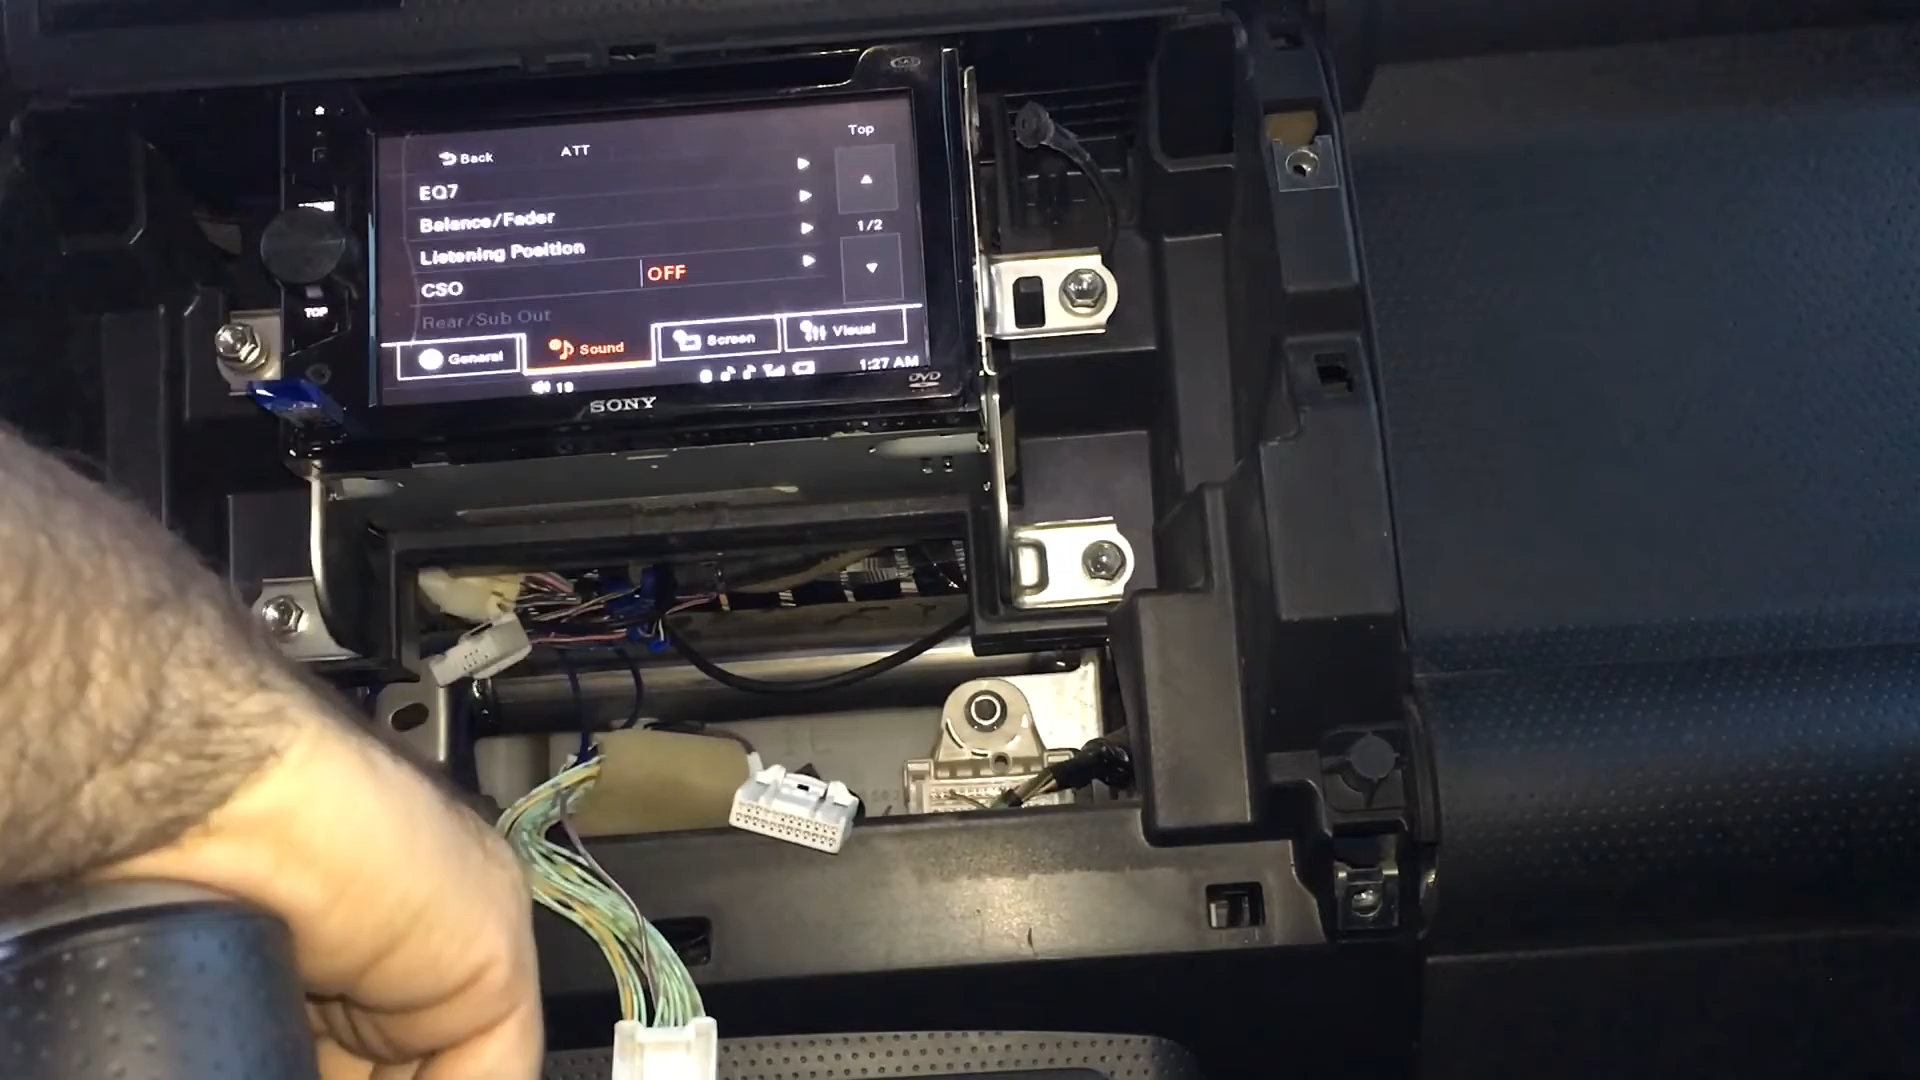 Top
Back
ATT
EQ7
Balance/Fader
1/2
Listening Position
CSO
OFF
Rear/Sub Out
TOP
General
Sound
Screen
Visual
19
1:27 AM
SONY
DVD